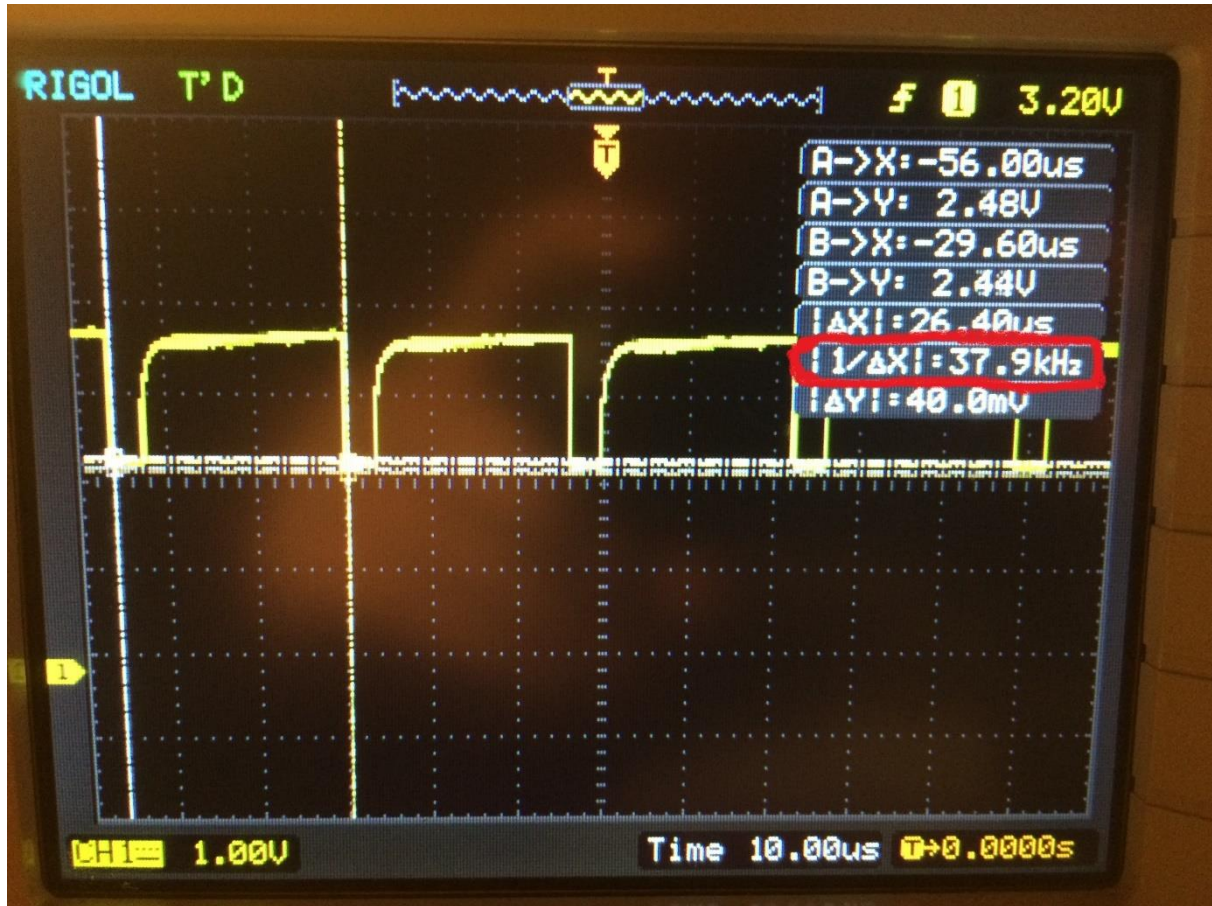 RIGOL T'D T 1 3.20V
T
A->X:-56.00us
A->Y: 2.48V
B->X:-29.60us
B->Y: 2.44V
|ΔX|:26.40us
|1/ΔX|:37.9kHz
|ΔY|:40.0mV
1
CH1 1.00V Time 10.00us T→0.0000s